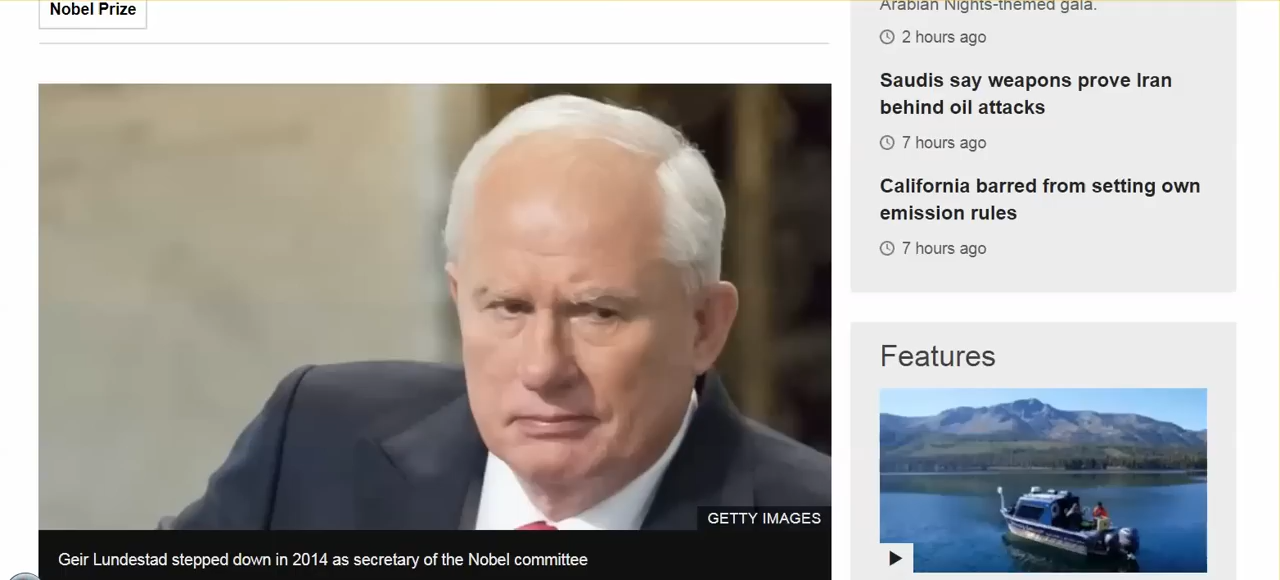 Nobel Prize
GETTY IMAGES
Geir Lundestad stepped down in 2014 as secretary of the Nobel committee
Arabian Nights-themed gala.
2 hours ago
Saudis say weapons prove Iran
behind oil attacks
7 hours ago
California barred from setting own
emission rules
7 hours ago
Features